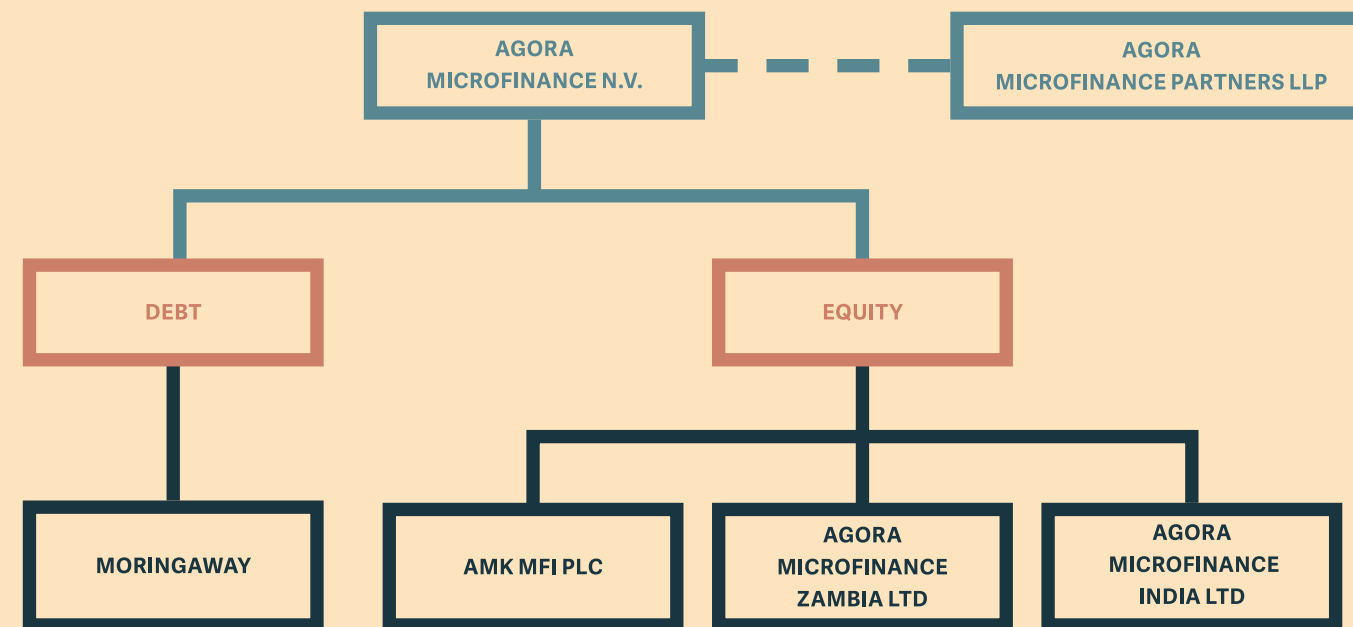 AGORA
MICROFINANCE N.V.
AGORA
MICROFINANCE PARTNERS LLP
DEBT
EQUITY
MORINGAWAY
AMK MFI PLC
AGORA
MICROFINANCE
ZAMBIA LTD
AGORA
MICROFINANCE
INDIA LTD